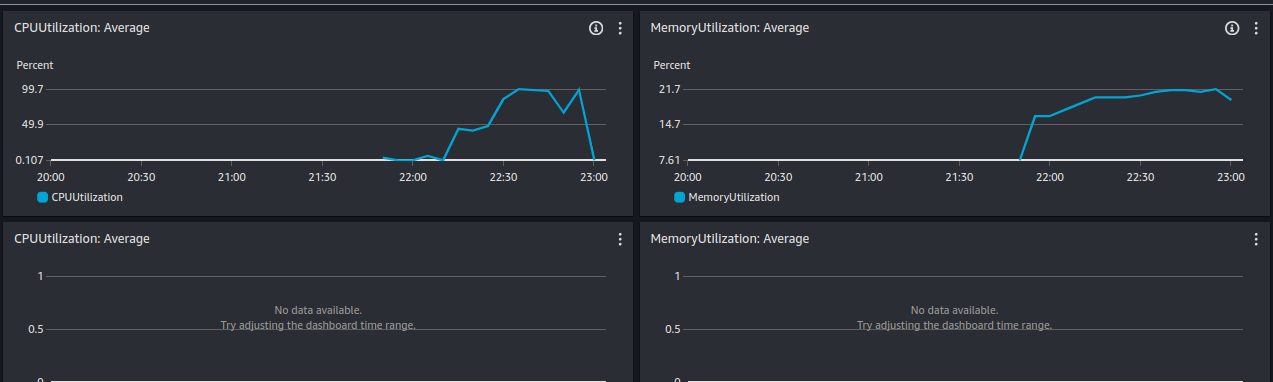 CPUUtilization: Average
Percent
99.7
49.9
0.107
20:00 20:30 21:00 21:30 22:00 22:30 23:00
CPUUtilization
MemoryUtilization: Average
Percent
21.7
14.7
7.61
20:00 20:30 21:00 21:30 22:00 22:30 23:00
MemoryUtilization
CPUUtilization: Average
1
No data available.
Try adjusting the dashboard time range.
0.5
0
MemoryUtilization: Average
1
No data available.
Try adjusting the dashboard time range.
0.5
0